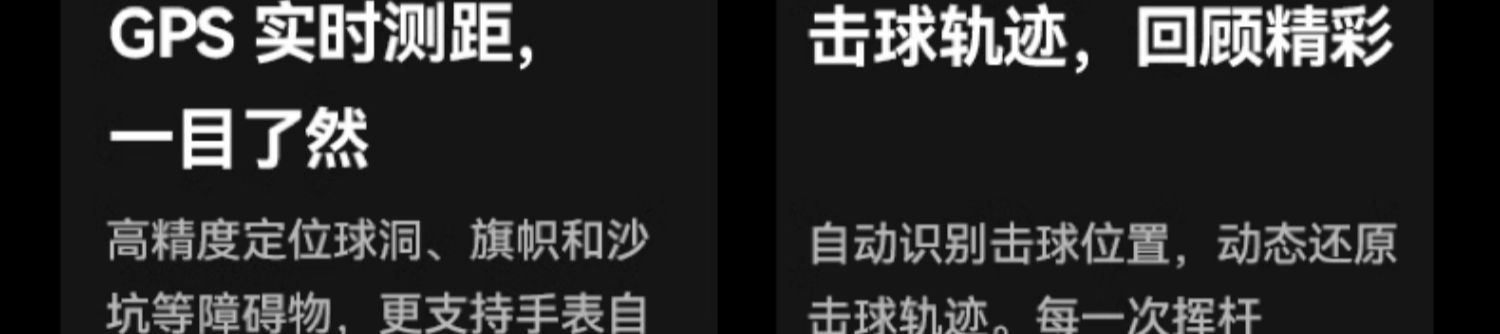 GPS 实时测距，
一目了然
高精度定位球洞、旗帜和沙
坑等障碍物，更支持手表自
击球轨迹，回顾精彩
自动识别击球位置，动态还原
击球轨迹。每一次挥杆